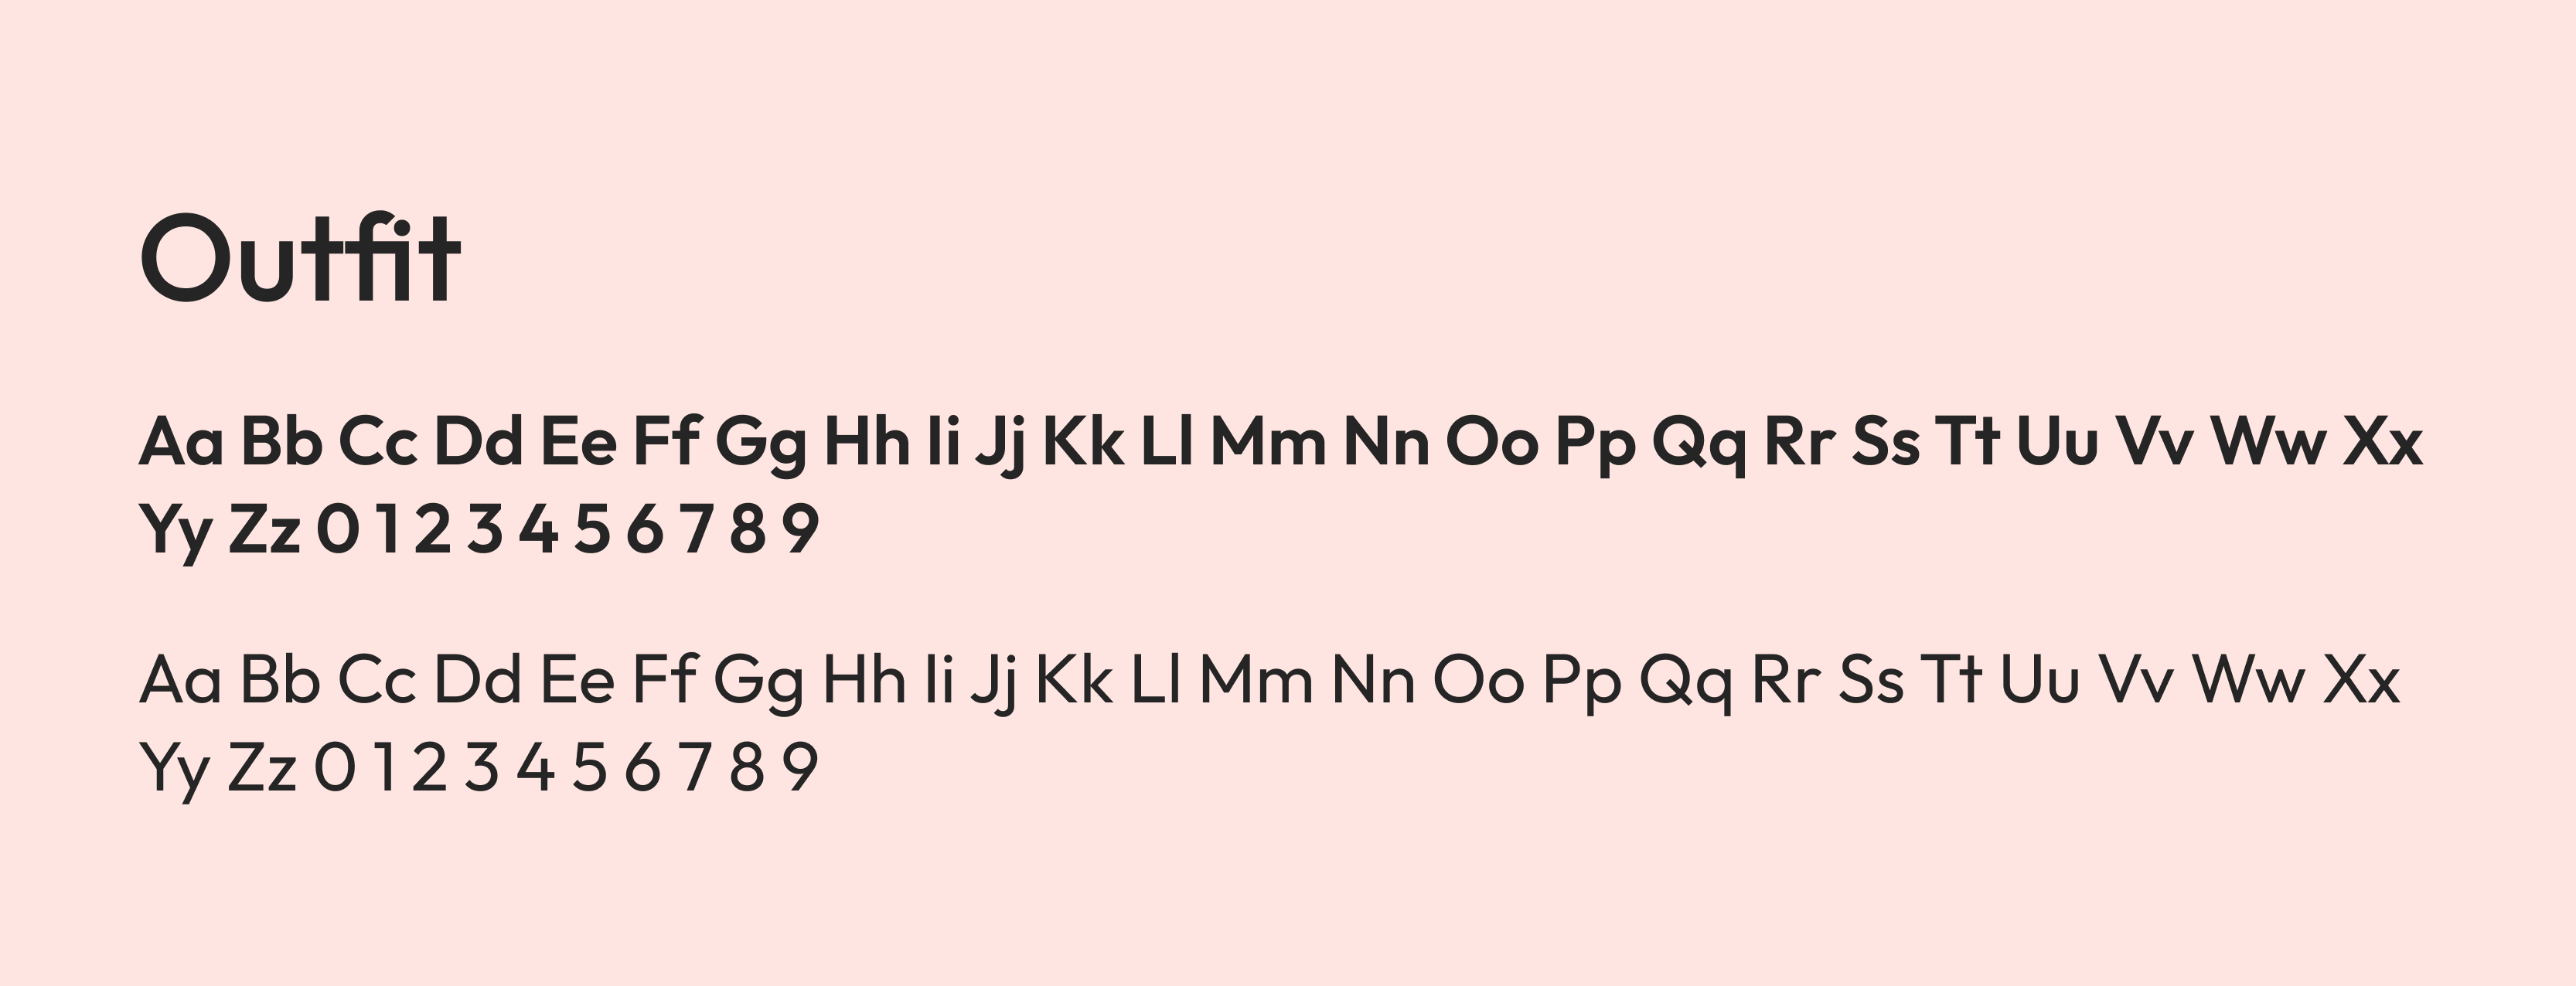 Outfit
Aa Bb Cc Dd Ee Ff Gg Hh Ii Jj Kk Ll Mm Nn Oo Pp Qq Rr Ss Tt Uu Vv Ww Xx
Yy Zz 0 1 2 3 4 5 6 7 8 9
Aa Bb Cc Dd Ee Ff Gg Hh Ii Jj Kk Ll Mm Nn Oo Pp Qq Rr Ss Tt Uu Vv Ww Xx
Yy Zz 0 1 2 3 4 5 6 7 8 9